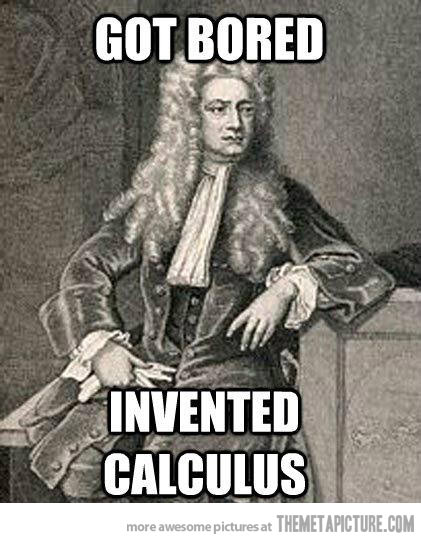 GOT BORED
INVENTED
CALCULUS
more awesome pictures at THEMETAPICTURE.COM